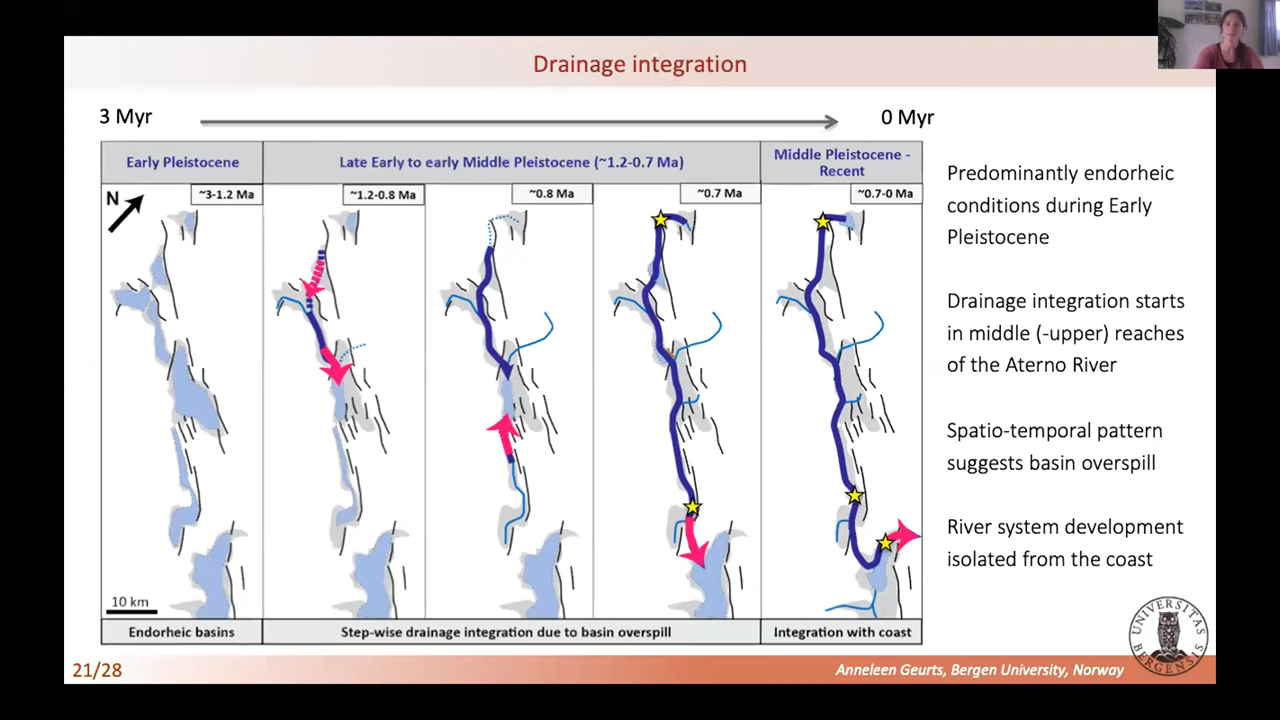 Drainage integration
3 Myr
0 Myr
Early Pleistocene
Late Early to early Middle Pleistocene (~1.2-0.7 Ma)
Middle Pleistocene -
Recent
N
~3-1.2 Ma
~1.2-0.8 Ma
~0.8 Ma
~0.7 Ma
~0.7-0 Ma
10 km
Endorheic basins
Step-wise drainage integration due to basin overspill
Integration with coast
Predominantly endorheic
conditions during Early
Pleistocene
Drainage integration starts
in middle (-upper) reaches
of the Aterno River
Spatio-temporal pattern
suggests basin overspill
River system development
isolated from the coast
UNIVERSITAS
BERGENSIS
21/28
Anneleen Geurts, Bergen University, Norway